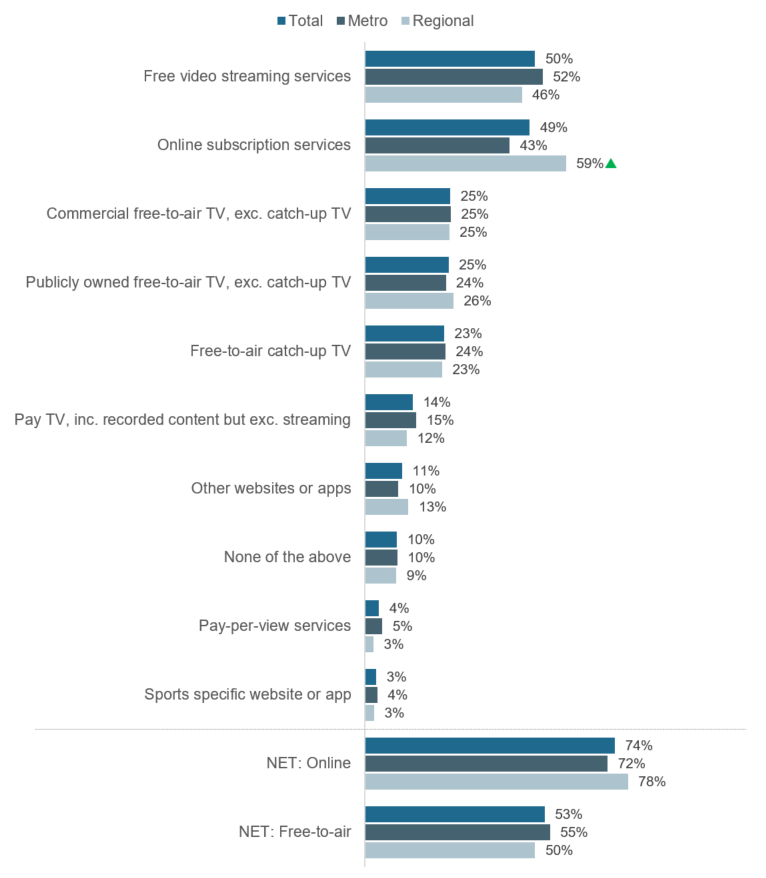 Total Metro Regional
Free video streaming services
50%
52%
46%
Online subscription services
49%
43%
59%
Commercial free-to-air TV, exc. catch-up TV
25%
25%
25%
Publicly owned free-to-air TV, exc. catch-up TV
25%
24%
26%
Free-to-air catch-up TV
23%
24%
23%
Pay TV, inc. recorded content but exc. streaming
14%
15%
12%
Other websites or apps
11%
10%
13%
None of the above
10%
10%
9%
Pay-per-view services
4%
5%
3%
Sports specific website or app
3%
4%
3%
NET: Online
74%
72%
78%
NET: Free-to-air
53%
55%
50%